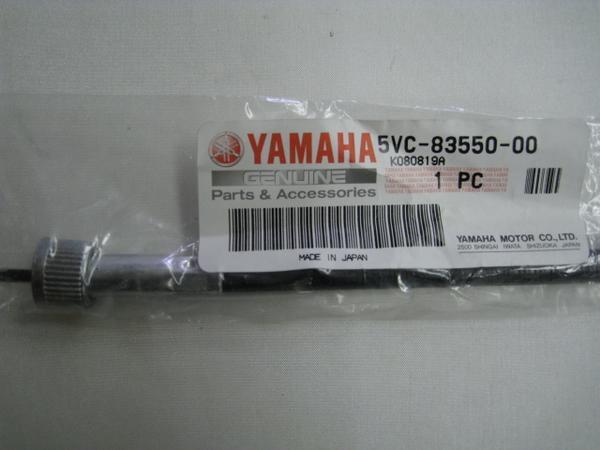 YAMAHA
5VC-83550-00
K080819A
GENUINE
1 PC
Parts & Accessories
YAMAHA MOTOR CO.,LTD.
2500 SHINGAI IWATA SHIZUOKA JAPAN
MADE IN JAPAN